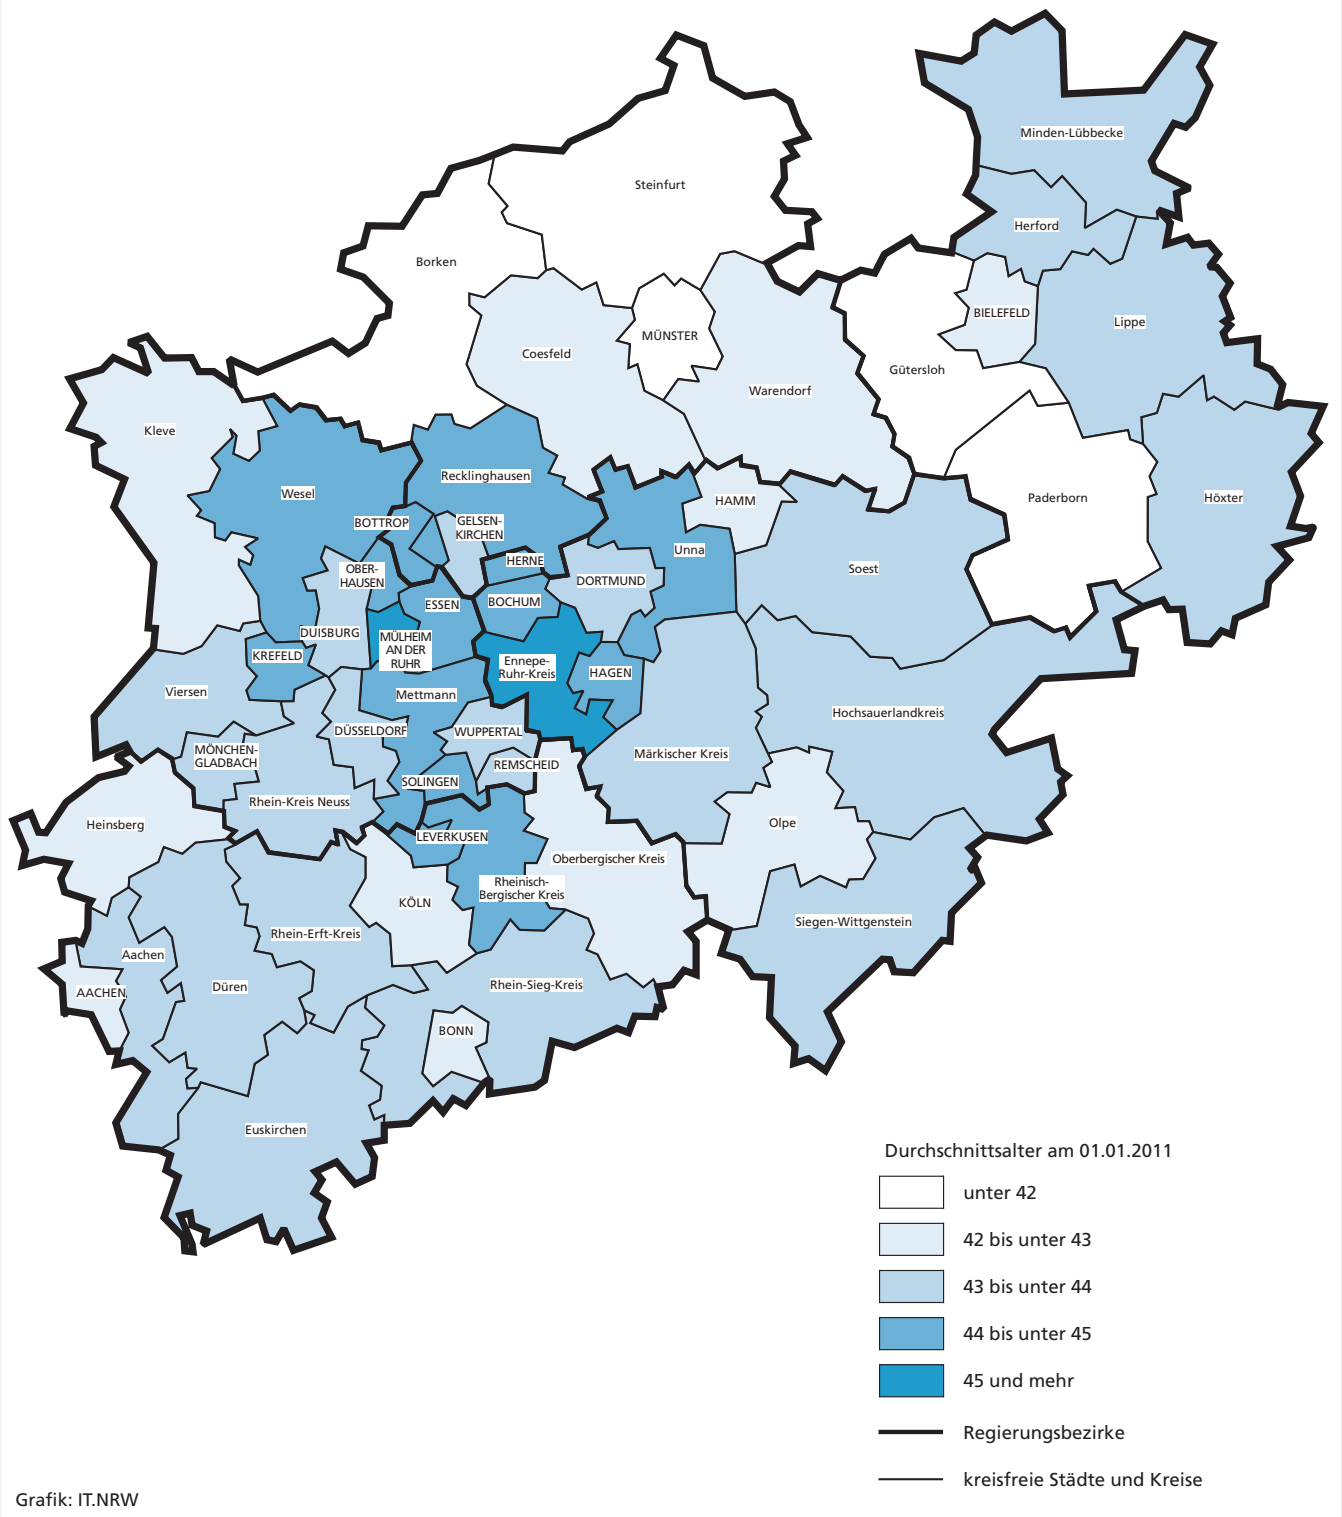 Minden-Lübbecke
Steinfurt
Herford
Borken
BIELEFELD
Lippe
MÜNSTER
Coesfeld
Gütersloh
Warendorf
Kleve
Recklinghausen
Wesel
Paderborn
Höxter
HAMM
BOTTROP
GELSEN-
KIRCHEN
Unna
HERNE
Soest
OBER-
HAUSEN
DORTMUND
ESSEN
BOCHUM
DUISBURG
MÜLHEIM
AN DER
RUHR
KREFELD
Ennepe-
Ruhr-Kreis
HAGEN
Viersen
Mettmann
Hochsauerlandkreis
DÜSSELDORF
WUPPERTAL
MÖNCHEN-
GLADBACH
Märkischer Kreis
REMSCHEID
SOLINGEN
Rhein-Kreis Neuss
Heinsberg
Olpe
LEVERKUSEN
Oberbergischer Kreis
Rheinisch-
Bergischer Kreis
KÖLN
Siegen-Wittgenstein
Rhein-Erft-Kreis
Aachen
Rhein-Sieg-Kreis
Düren
AACHEN
BONN
Euskirchen
Durchschnittsalter am 01.01.2011
unter 42
42 bis unter 43
43 bis unter 44
44 bis unter 45
45 und mehr
Regierungsbezirke
kreisfreie Städte und Kreise
Grafik: IT.NRW